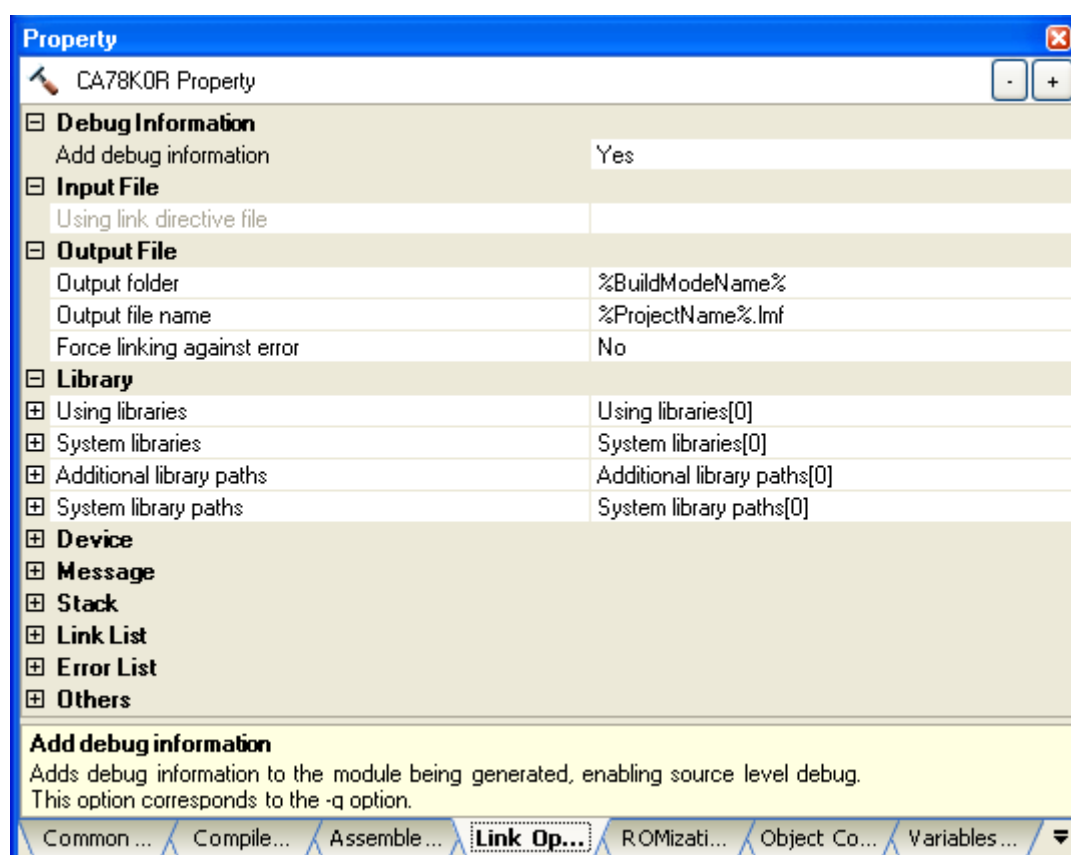 Property
CA78K0R Property - +
Debug Information
Add debug information Yes
Input File
Using link directive file
Output File
Output folder %BuildModeName%
Output file name %ProjectName%.lmf
Force linking against error No
Library
Using libraries Using libraries[0]
System libraries System libraries[0]
Additional library paths Additional library paths[0]
System library paths System library paths[0]
Device
Message
Stack
Link List
Error List
Others
Add debug information
Adds debug information to the module being generated, enabling source level debug.
This option corresponds to the -g option.
Common ... Compile... Assemble ... Link Op... ROMizati... Object Co... Variables ...